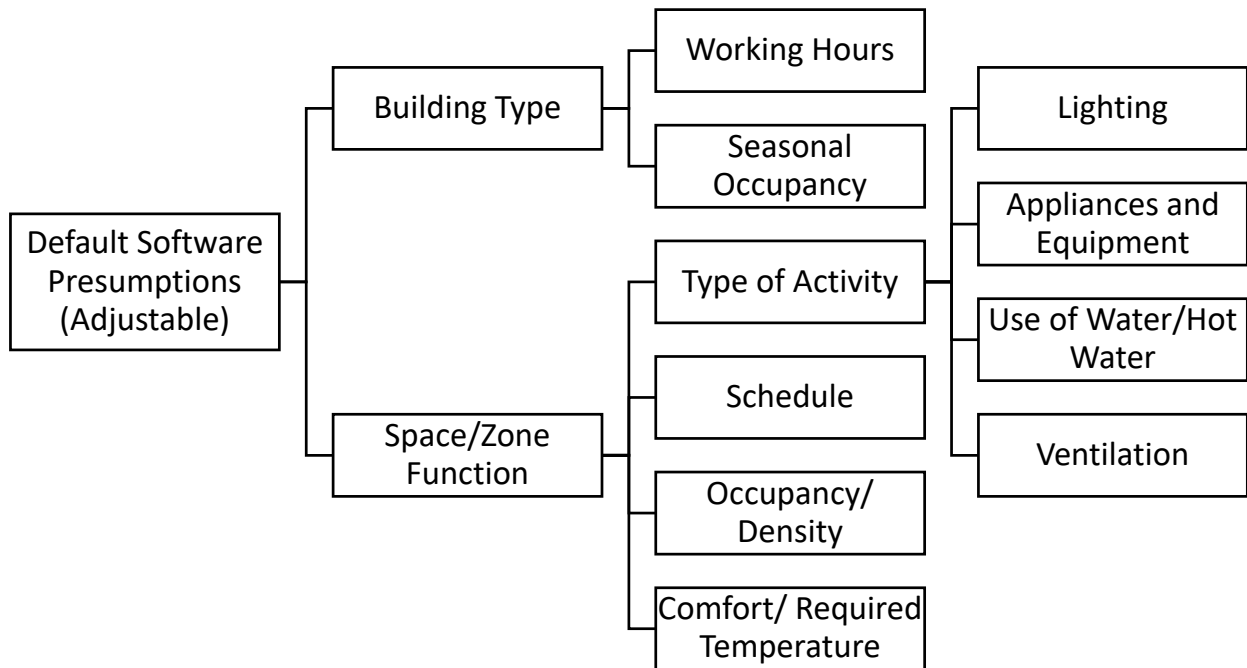 Default Software
Presumptions
(Adjustable)
Building Type
Working Hours
Seasonal
Occupancy
Space/Zone
Function
Type of Activity
Lighting
Appliances and
Equipment
Use of Water/Hot
Water
Ventilation
Schedule
Occupancy/
Density
Comfort/ Required
Temperature